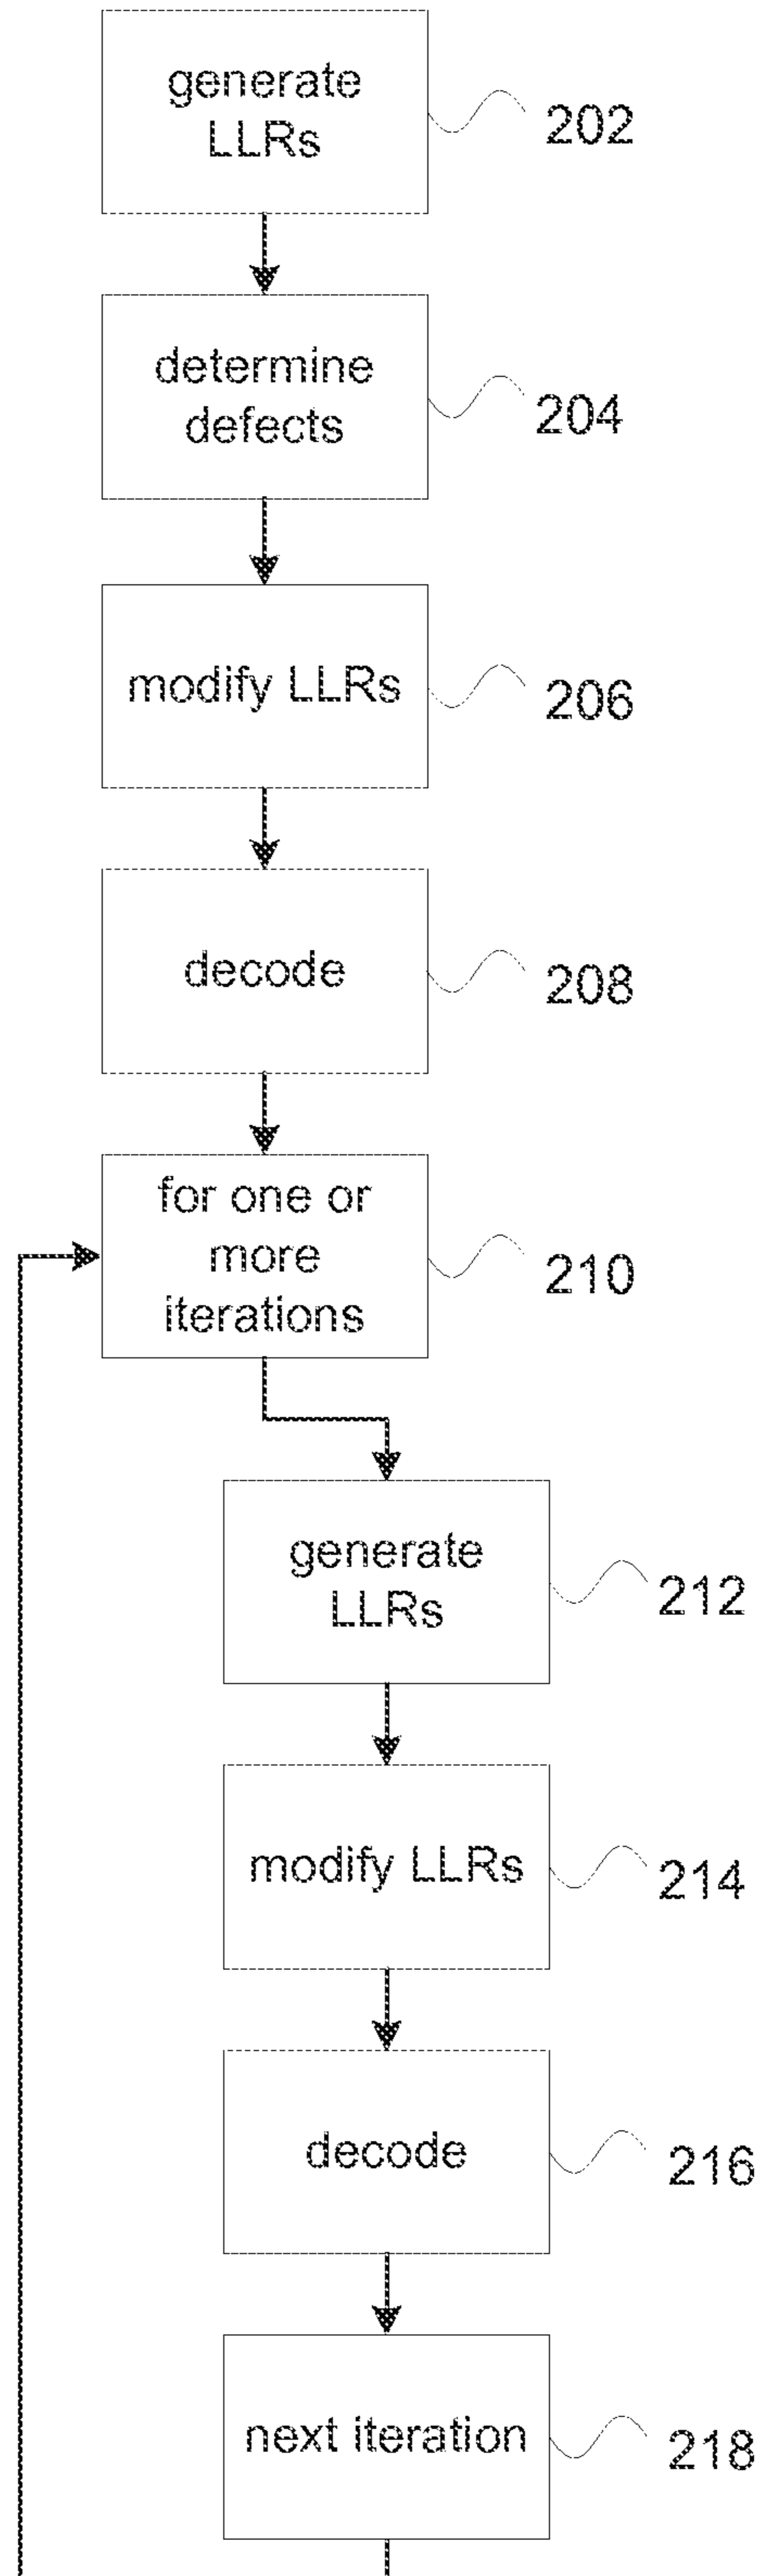 generate
LLRs
202
determine
defects
204
modify LLRs
206
decode
208
for one or
more
iterations
210
generate
LLRs
212
modify LLRs
214
decode
216
next iteration
218